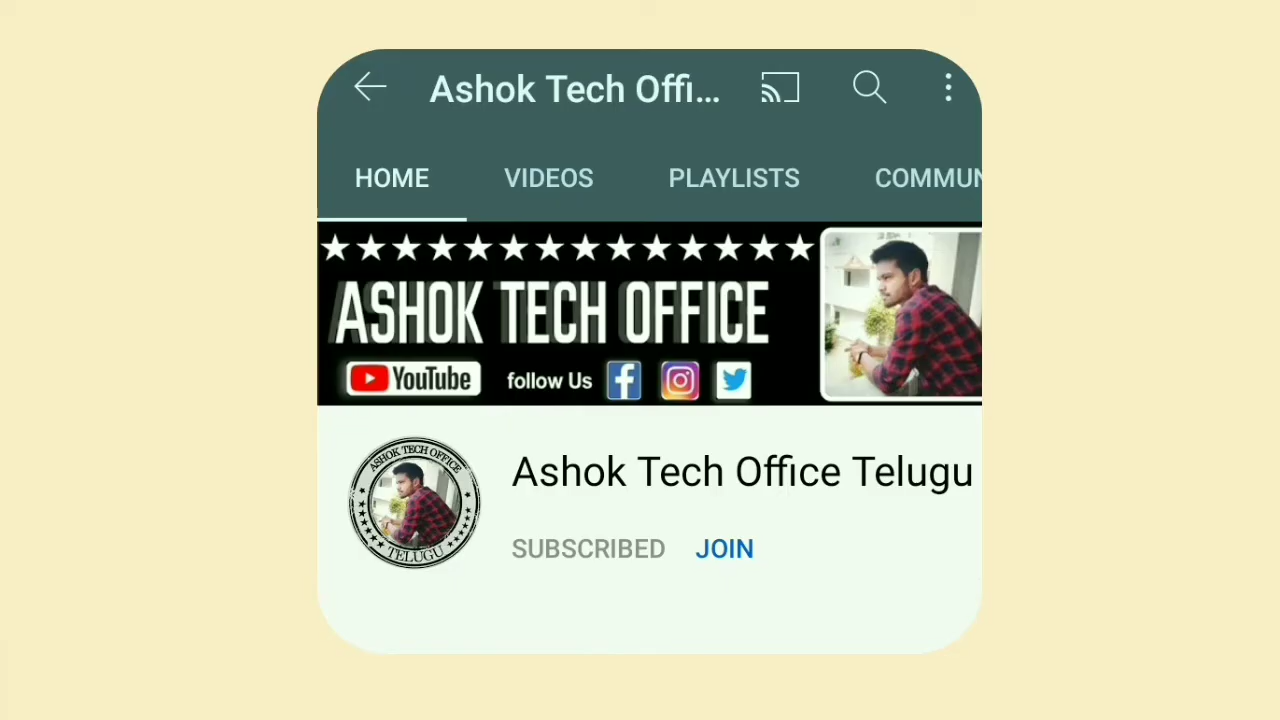 Ashok Tech Offi...
HOME VIDEOS PLAYLISTS COMMUN
ASHOK TECH OFFICE
YouTube follow Us
ASHOK TECH OFFICE
TELUGU
Ashok Tech Office Telugu
SUBSCRIBED JOIN